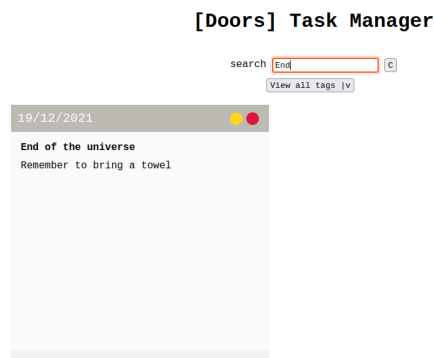 [Doors] Task Manager
search End C
View all tags |v
19/12/2021
End of the universe
Remember to bring a towel